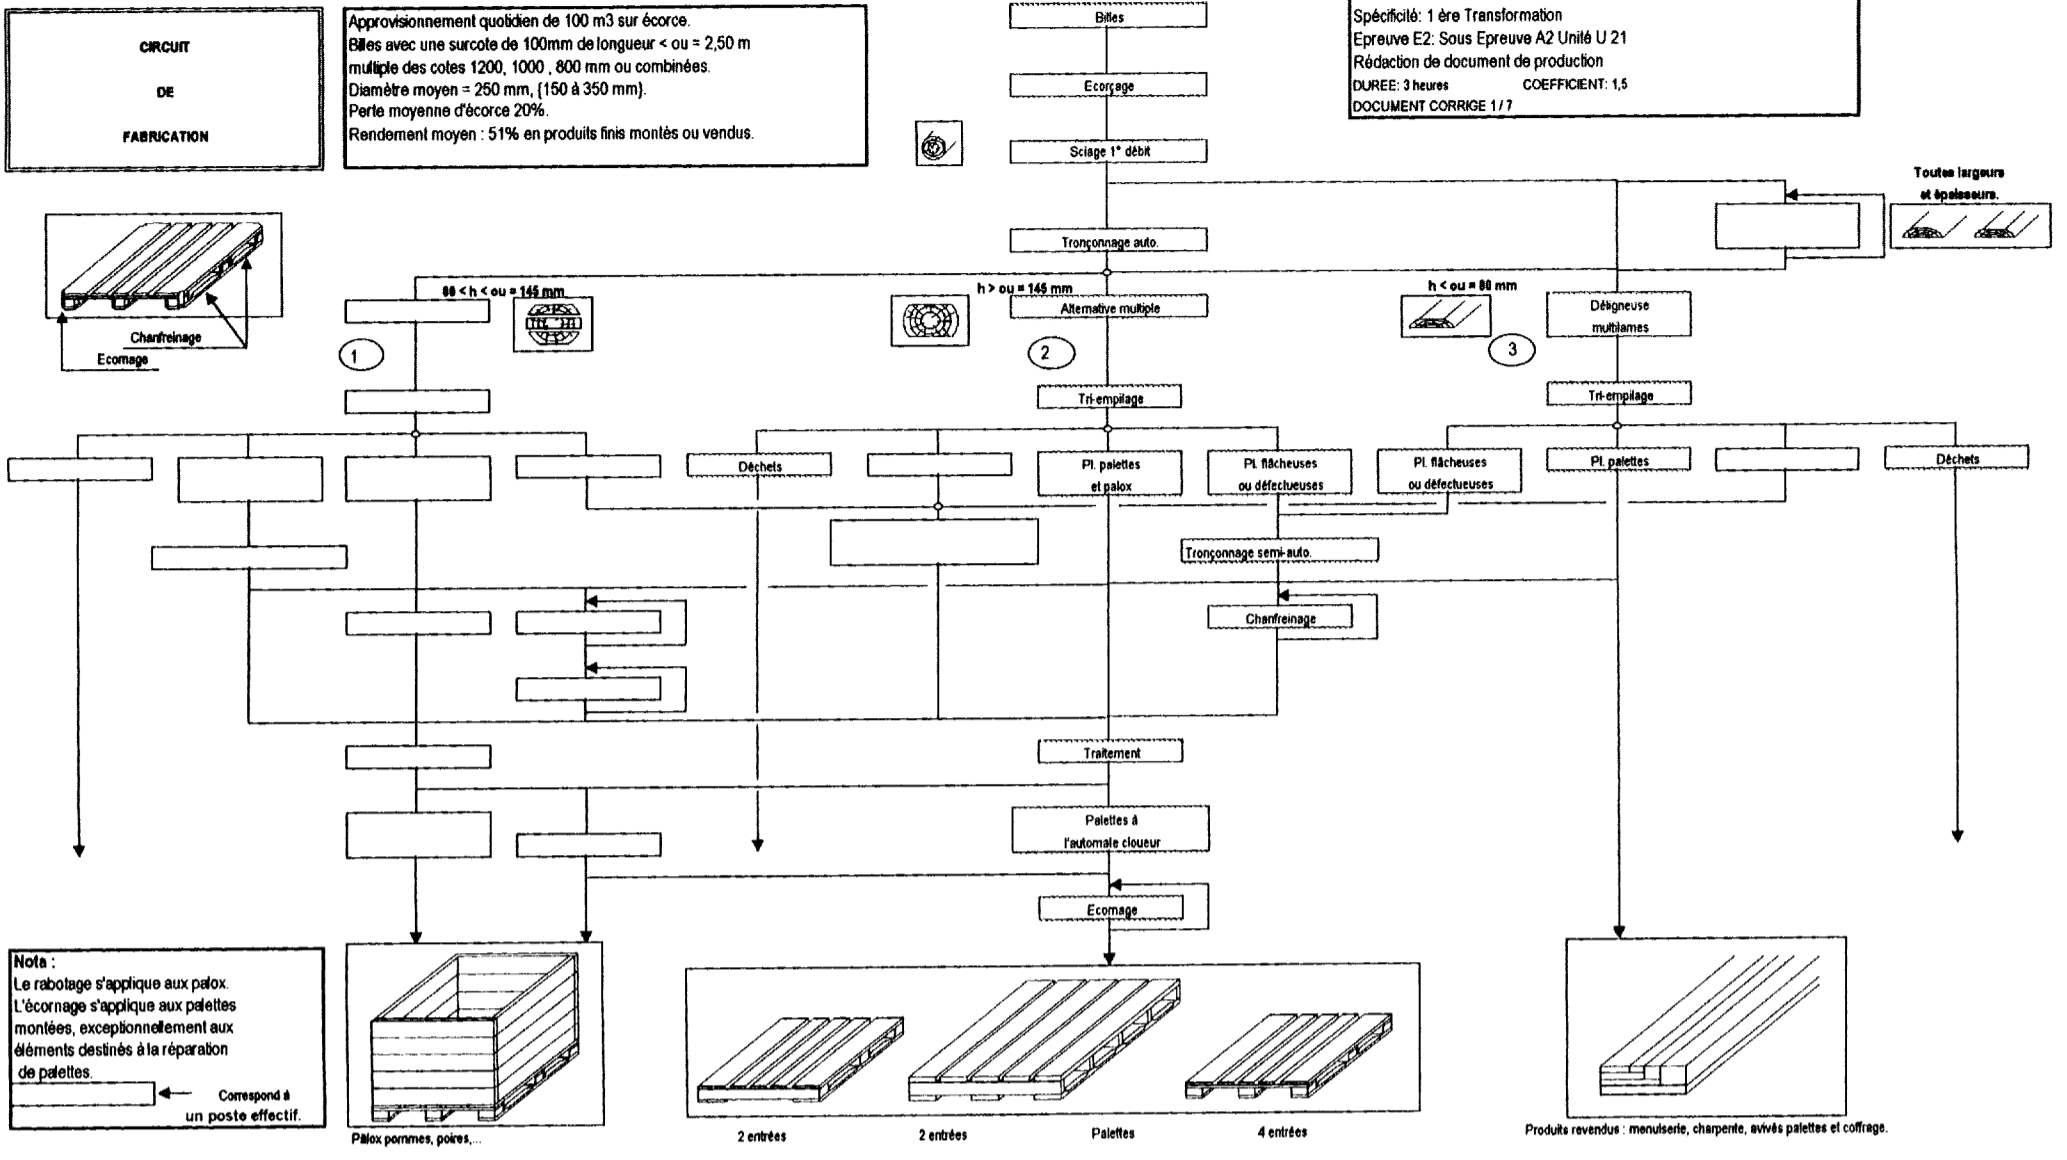 CIRCUIT
DE
FABRICATION
Approvisionnement quotidien de 100 m3 sur écorce.
Billes avec une surcote de 100mm de longueur < ou = 2,50 m
multiple des cotes 1200, 1000 , 800 mm ou combinées.
Diamètre moyen = 250 mm, {150 à 350 mm}.
Perte moyenne d'écorce 20%.
Rendement moyen : 51% en produits finis montés ou vendus.
Billes
Ecorçage
Sciage 1° débit
Spécificité: 1 ère Transformation
Epreuve E2: Sous Epreuve A2 Unité U 21
Rédaction de document de production
DUREE: 3 heures COEFFICIENT: 1,5
DOCUMENT CORRIGE 1 / 7
Toutes largeurs
et épaisseurs.
Tronçonnage auto.
Chanfreinage
Ecornage
< h < ou = 145 mm
1
h > ou = 145 mm
Alternative multiple
2
h < ou = 80 mm
Déligneuse
multilames
3
Tri-empilage
Tri-empilage
Déchets
Pl. palettes
et palox
Pl. flâcheuses
ou défectueuses
Pl. flâcheuses
ou défectueuses
Pl. palettes
Déchets
Tronçonnage semi-auto.
Chanfreinage
Traitement
Palettes à
l'automate cloueur
Ecornage
Nota :
Le rabotage s'applique aux palox.
L'écornage s'applique aux palettes
montées, exceptionnellement aux
éléments destinés à la réparation
de palettes.
Correspond à
un poste effectif.
Palox pommes, poires,...
2 entrées
2 entrées
Palettes
4 entrées
Produits revendus : menuiserie, charpente, avivés palettes et coffrage.